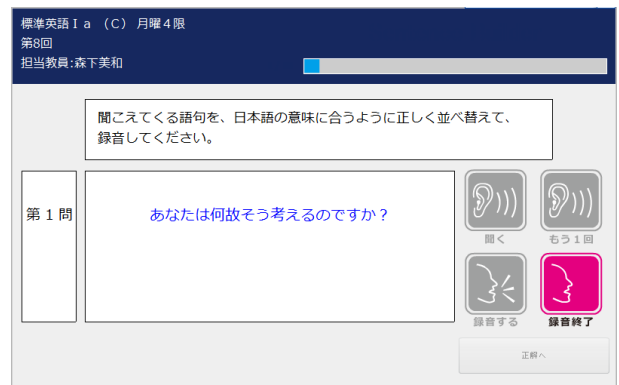 標準英語Ⅰａ（Ｃ）月曜４限
第8回
担当教員:森下美和
聞こえてくる語句を、日本語の意味に合うように正しく並べ替えて、
録音してください。
第１問
あなたは何故そう考えるのですか？
聞く
もう１回
録音する
録音終了
正解へ